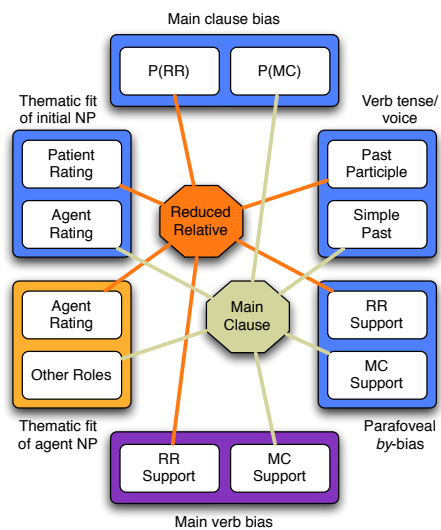 Main clause bias
P(RR)
P(MC)
Thematic fit
of initial NP
Verb tense/
voice
Patient
Rating
Agent
Rating
Past
Participle
Simple
Past
Reduced
Relative
Main
Clause
Agent
Rating
Other Roles
RR
Support
MC
Support
Thematic fit
of agent NP
Parafoveal
by-bias
RR
Support
MC
Support
Main verb bias